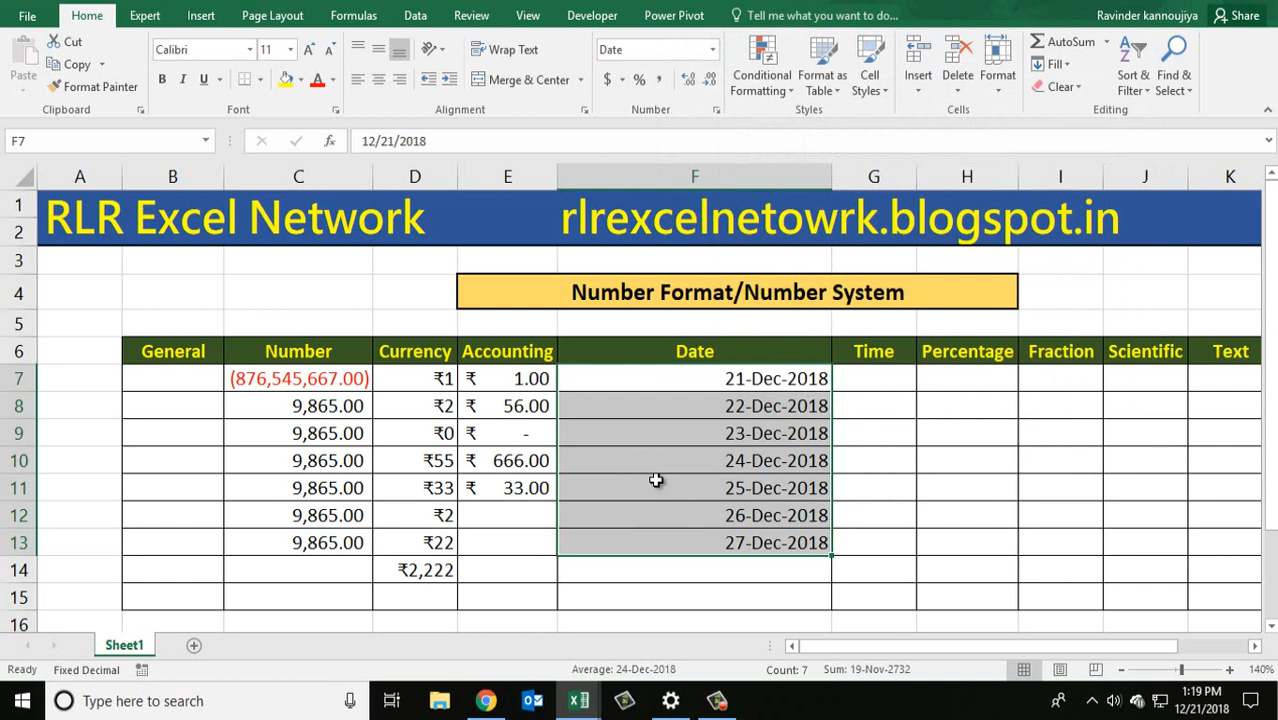 File Home Expert Insert Page Layout Formulas Data Review View Developer Power Pivot Tell me what you want to do... Ravinder kannoujiya Share
Paste Cut Copy Format Painter Clipboard
Calibri 11 B I U A Font
Wrap Text Merge & Center Alignment
Date $ % , Number
Conditional Formatting Format as Table Cell Styles Styles
Insert Delete Format Cells
AutoSum Fill Clear Sort & Filter Find & Select Editing
F7 fx 12/21/2018
A B C D E F G H I J K
1 RLR Excel Network rlrexcelnetowrk.blogspot.in
2
3
4 Number Format/Number System
5
6 General Number Currency Accounting Date Time Percentage Fraction Scientific Text
7 (876,545,667.00) ₹1 ₹ 1.00 21-Dec-2018
8 9,865.00 ₹2 ₹ 56.00 22-Dec-2018
9 9,865.00 ₹0 ₹ - 23-Dec-2018
10 9,865.00 ₹55 ₹ 666.00 24-Dec-2018
11 9,865.00 ₹33 ₹ 33.00 25-Dec-2018
12 9,865.00 ₹2 26-Dec-2018
13 9,865.00 ₹22 27-Dec-2018
14 ₹2,222
15
16
Sheet1
Ready Fixed Decimal Average: 24-Dec-2018 Count: 7 Sum: 19-Nov-2732 140%
Type here to search 1:19 PM
12/21/2018